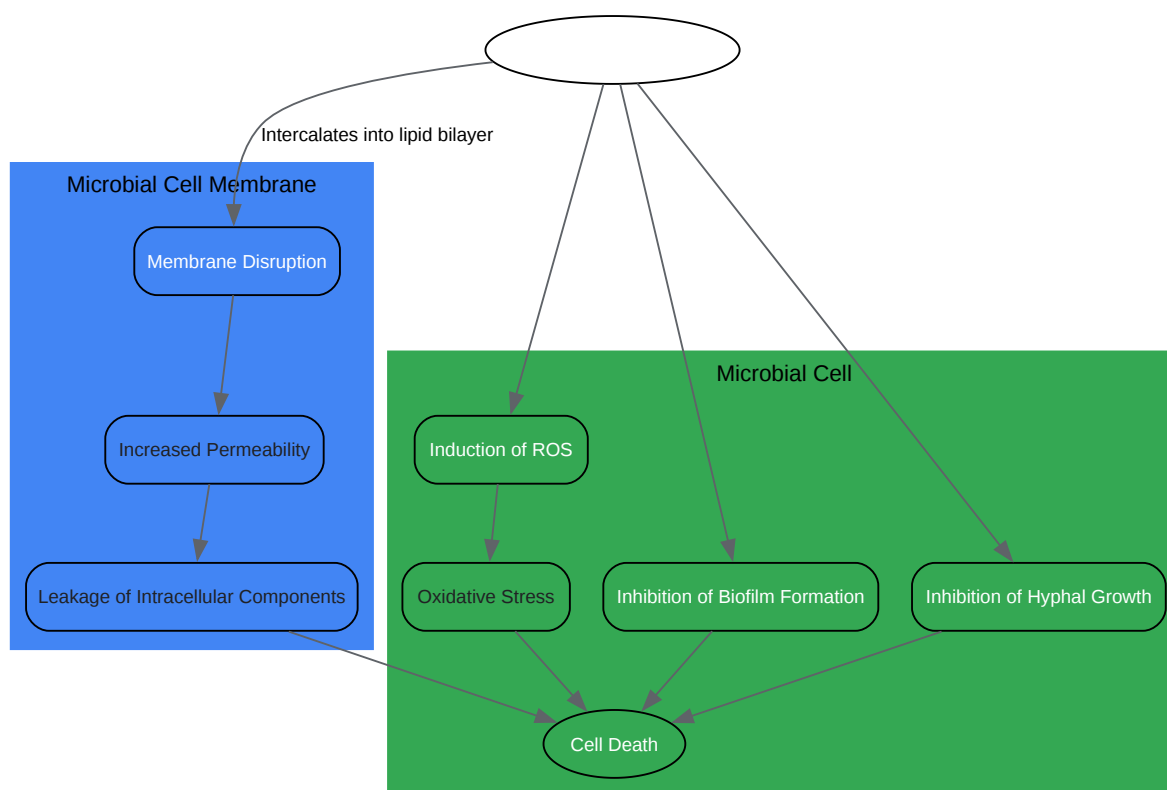 Intercalates into lipid bilayer
Microbial Cell Membrane
Membrane Disruption
Microbial Cell
Increased Permeability
Induction of ROS
Leakage of Intracellular Components
Oxidative Stress
Inhibition of Biofilm Formation
Inhibition of Hyphal Growth
Cell Death